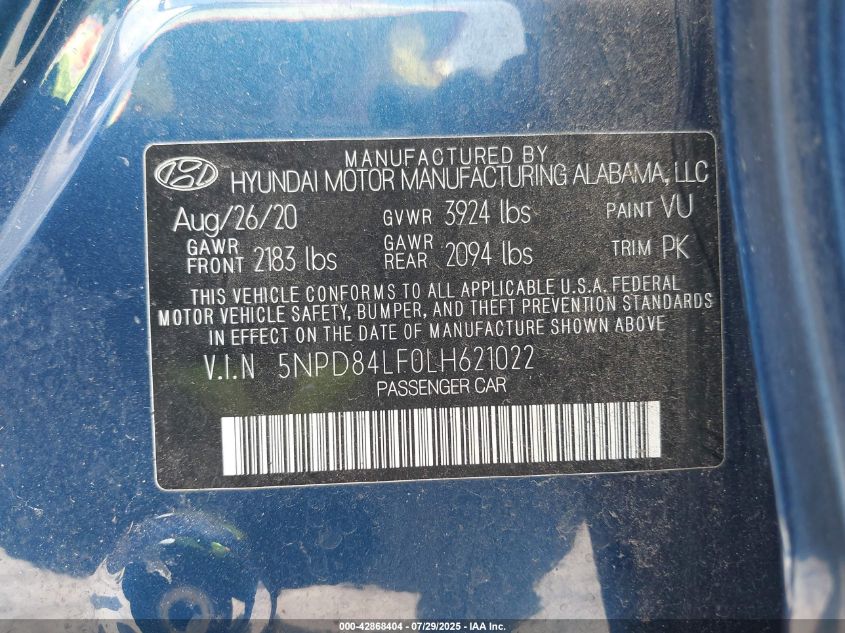 MANUFACTURED BY
HYUNDAI MOTOR MANUFACTURING ALABAMA, LLC
Aug/26/20 GVWR 3924 lbs PAINT VU
GAWR FRONT 2183 lbs GAWR REAR 2094 lbs TRIM PK
THIS VEHICLE CONFORMS TO ALL APPLICABLE U.S.A. FEDERAL
MOTOR VEHICLE SAFETY, BUMPER, AND THEFT PREVENTION STANDARDS
IN EFFECT ON THE DATE OF MANUFACTURE SHOWN ABOVE
V.I.N 5NPD84LF0LH621022
PASSENGER CAR
000-42868404 - 07/29/2025 - IAA Inc.